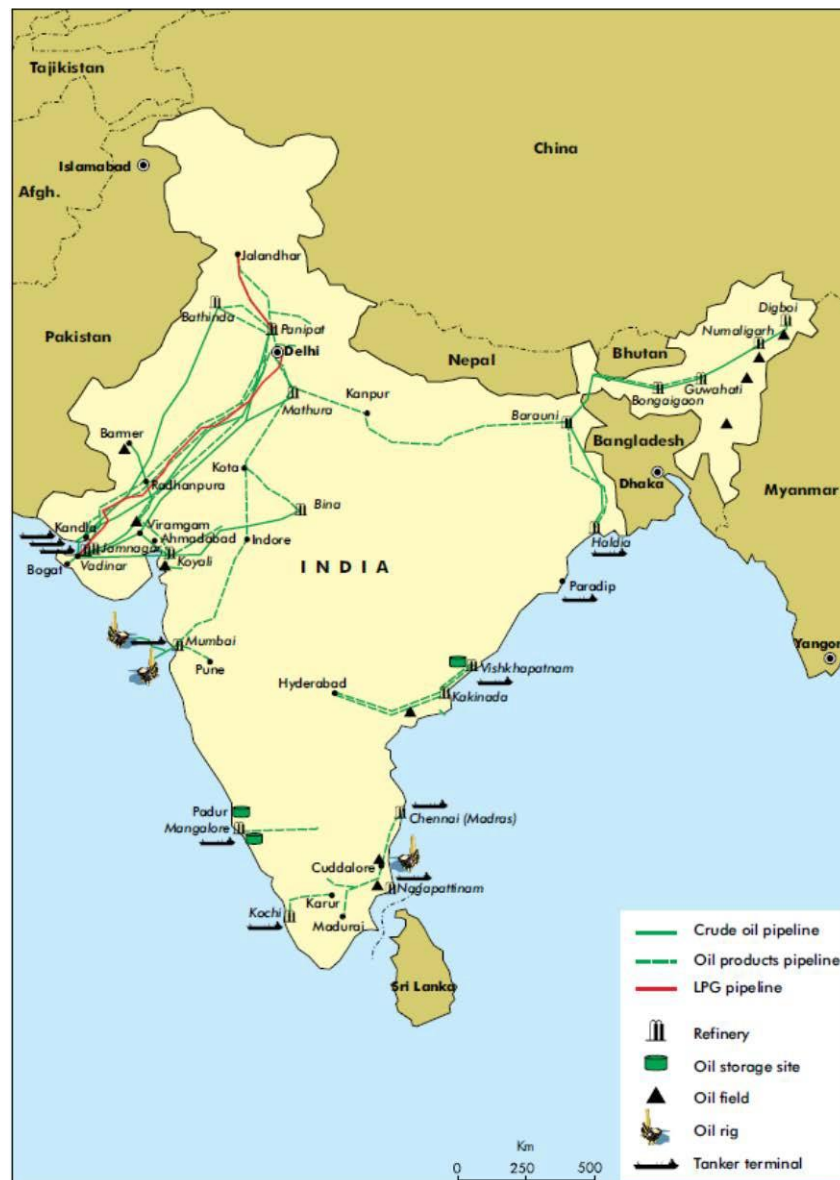 Tajikistan
China
Islamabad
Afgh.
Jalandhar
Bathinda
Panipat
Pakistan
Delhi
Nepal
Bhutan
Digboi
Numaligarh
Mathura
Kanpur
Guwahati
Bongaigaon
Barauni
Bangladesh
Barmer
Kota
Dhaka
Radhanpura
Myanmar
Bina
Kandla
Viramgam
Ahmadabad
Indore
Jamnagar
Haldia
Koyali
Vadinar
Bogat
INDIA
Paradip
Mumbai
Yangon
Pune
Vishkhapatnam
Hyderabad
Kakinada
Padur
Chennai (Madras)
Mangalore
Cuddalore
Nagapattinam
Karur
Kochi
Madurai
Sri Lanka
Crude oil pipeline
Oil products pipeline
LPG pipeline
Refinery
Oil storage site
Oil field
Oil rig
Tanker terminal
Km
0 250 500